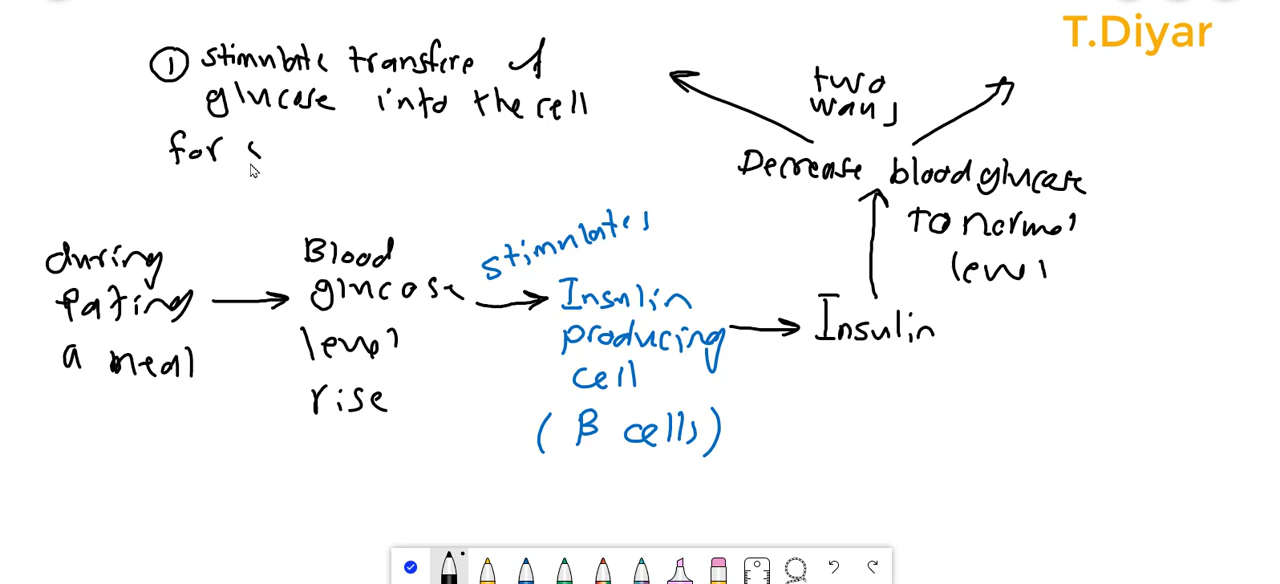 T.Diyar
① Stimulate transfere of
glucose into the cell
for
two
ways
Decrease blood glucose
To normal
level
during
Eating
a meal
Blood
glucose
level
rise
stimulates
Insulin
producing
cell
(β cells)
Insulin